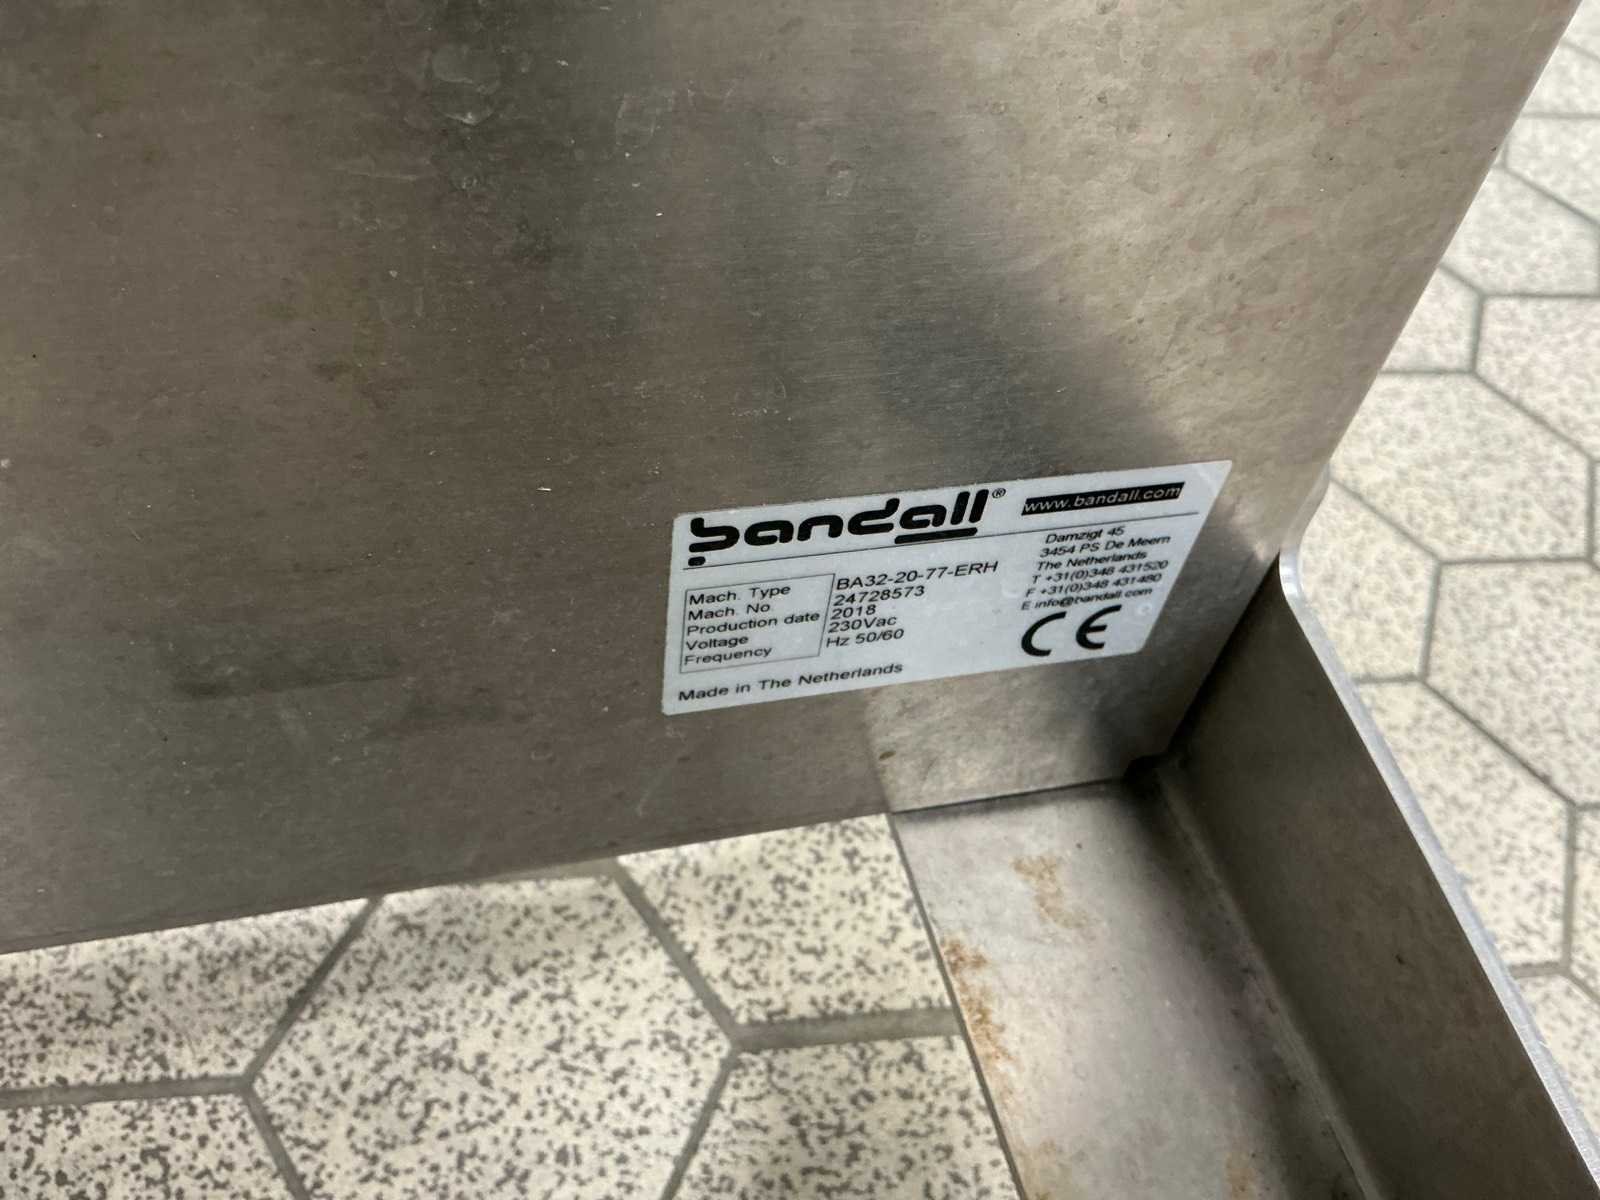 bandall®
www.bandall.com
Damzigt 45
3454 PS De Meern
The Netherlands
T +31(0)348 431520
F +31(0)348 431480
E info@bandall.com
Mach. Type BA32-20-77-ERH
Mach. No. 24728573
Production date 2018
Voltage 230Vac
Frequency Hz 50/60
CE
Made in The Netherlands